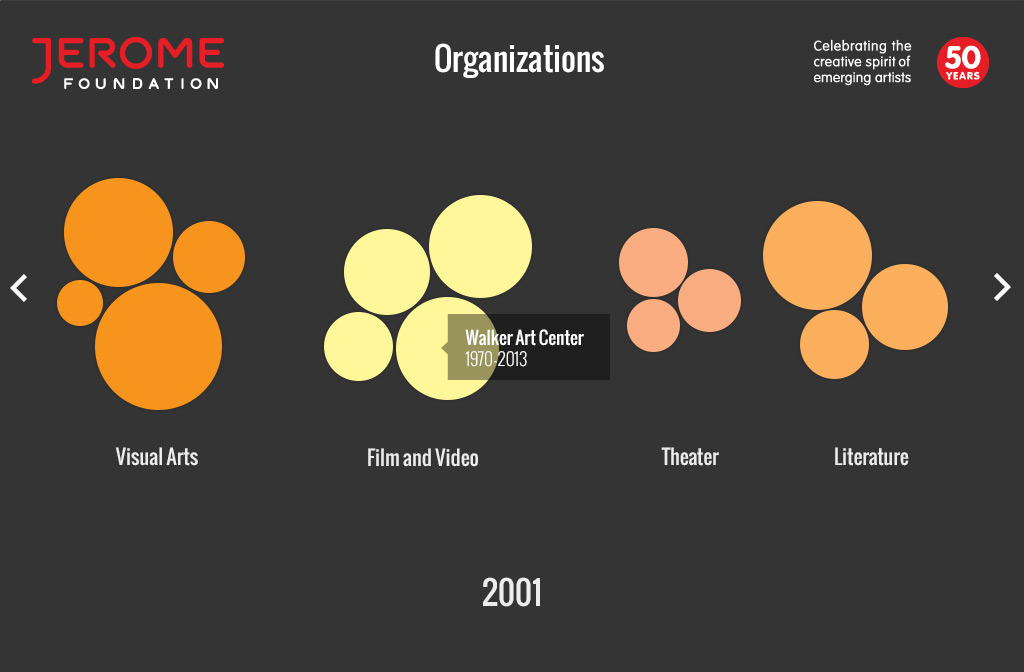 JEROME
FOUNDATION
Organizations
Celebrating the
creative spirit of
emerging artists
50
YEARS
Walker Art Center
1970-2013
Visual Arts
Film and Video
Theater
Literature
2001